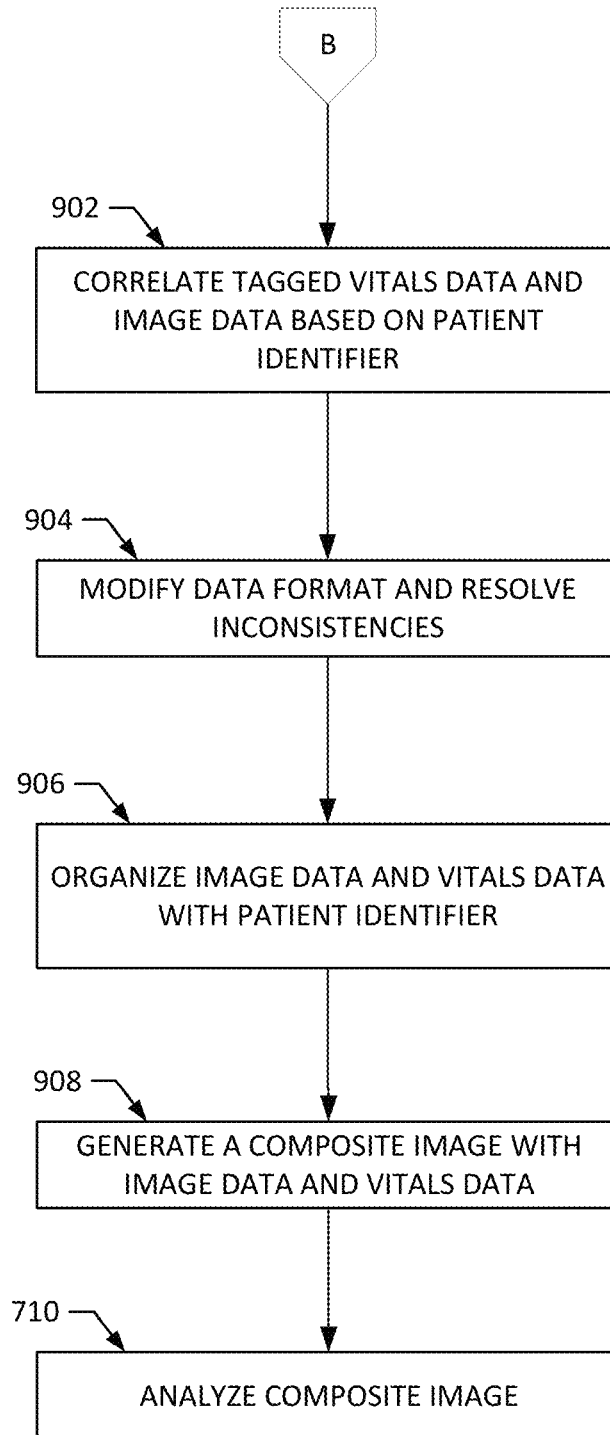 B
902
CORRELATE TAGGED VITALS DATA AND
IMAGE DATA BASED ON PATIENT
IDENTIFIER
904
MODIFY DATA FORMAT AND RESOLVE
INCONSISTENCIES
906
ORGANIZE IMAGE DATA AND VITALS DATA
WITH PATIENT IDENTIFIER
908
GENERATE A COMPOSITE IMAGE WITH
IMAGE DATA AND VITALS DATA
710
ANALYZE COMPOSITE IMAGE